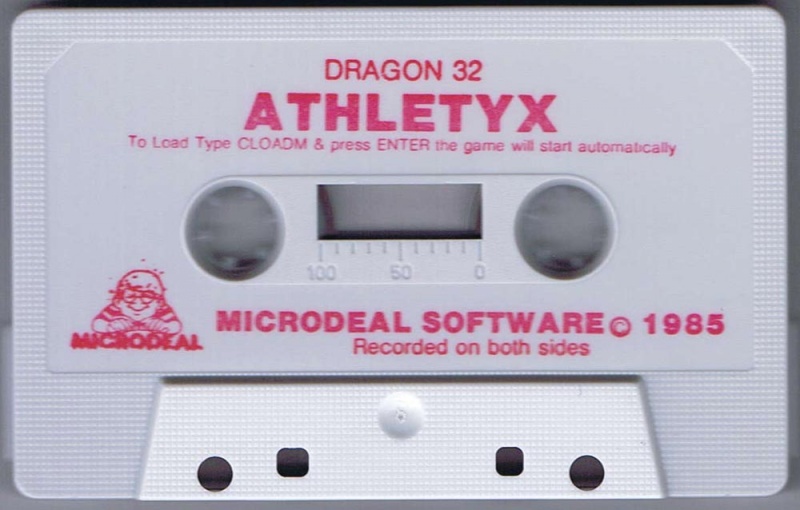 DRAGON 32
ATHLETYX
To Load Type CLOADM & press ENTER the game will start automatically
100 50 0
MICRODEAL
MICRODEAL SOFTWARE© 1985
Recorded on both sides